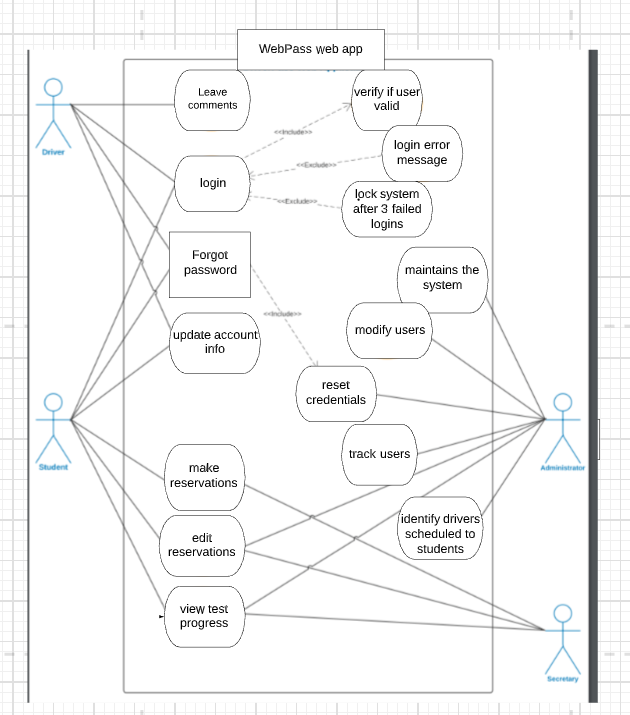 WebPass web app
Leave
comments
verify if user
valid
<<Include>>
login error
message
<<Exclude>>
login
lock system
after 3 failed
logins
<<Exclude>>
Driver
Forgot
password
maintains the
system
<<Include>>
modify users
update account
info
reset
credentials
Student
Administrator
track users
make
reservations
identify drivers
scheduled to
students
edit
reservations
view test
progress
Secretary